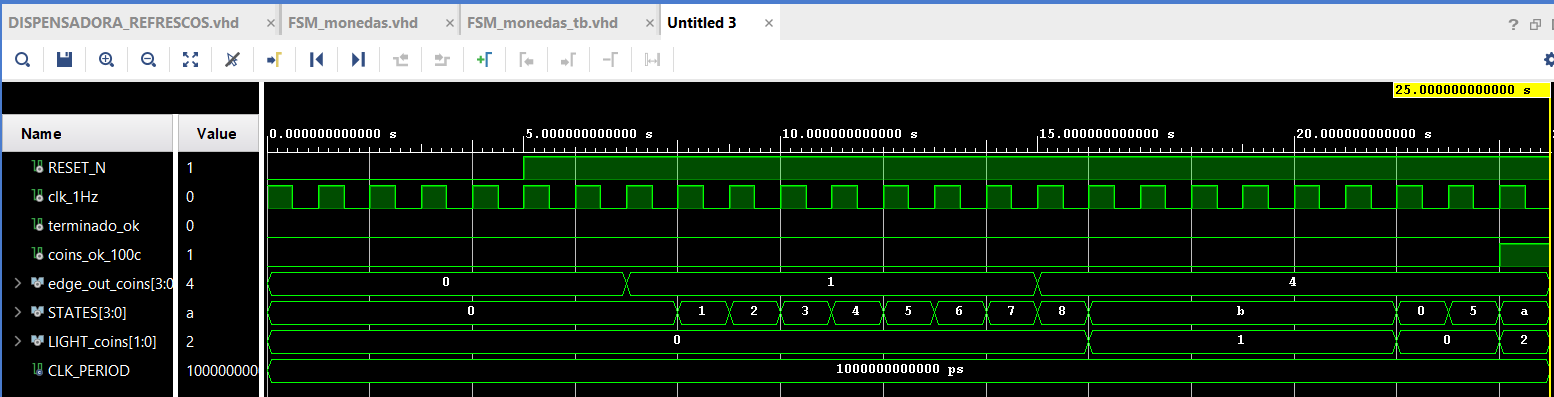 DISPENSADORA_REFRESCOS.vhd × FSM_monedas.vhd × FSM_monedas_tb.vhd × Untitled 3 × ?
25.000000000000 s
Name Value 0.000000000000 s 5.000000000000 s 10.000000000000 s 15.000000000000 s 20.000000000000 s
RESET_N 1
clk_1Hz 0
terminado_ok 0
coins_ok_100c 1
edge_out_coins[3:0 4 0 1 4
STATES[3:0] a 0 1 2 3 4 5 6 7 8 b 0 5 a
LIGHT_coins[1:0] 2 0 1 0 2
CLK_PERIOD 100000000 1000000000000 ps